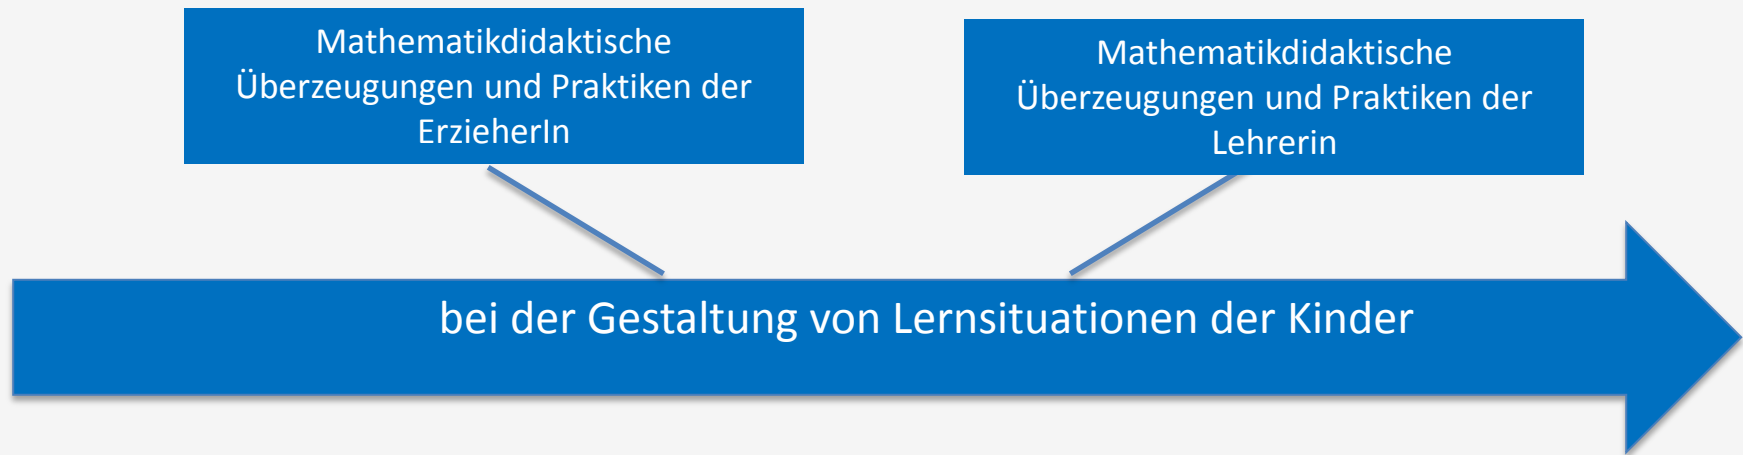 Mathematikdidaktische
Überzeugungen und Praktiken der
ErzieherIn
Mathematikdidaktische
Überzeugungen und Praktiken der
Lehrerin
bei der Gestaltung von Lernsituationen der Kinder